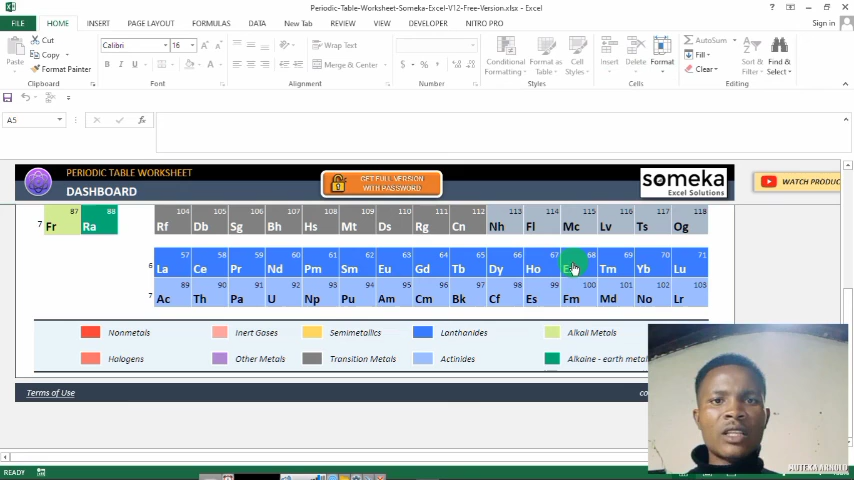 Periodic-Table-Worksheet-Someka-Excel-V12-Free-Version.xlsx - Excel
FILE HOME INSERT PAGE LAYOUT FORMULAS DATA New Tab REVIEW VIEW DEVELOPER NITRO PRO Sign in
Cut Calibri 16 Wrap Text AutoSum
Copy Fill
Paste Format Painter Merge & Center Conditional Formatting Format as Table Cell Styles Insert Delete Format Clear Sort & Filter Find & Select
Clipboard Font Alignment Number Styles Cells Editing
A5
PERIODIC TABLE WORKSHEET
DASHBOARD
GET FULL VERSION
WITH PASSWORD
someka
Excel Solutions
WATCH PRODUC
87 88 104 105 106 107 108 109 110 111 112 113 114 115 116 117 118
7 Fr Ra Rf Db Sg Bh Hs Mt Ds Rg Cn Nh Fl Mc Lv Ts Og
57 58 59 60 61 62 63 64 65 66 67 68 69 70 71
6 La Ce Pr Nd Pm Sm Eu Gd Tb Dy Ho Tm Yb Lu
89 90 91 92 93 94 95 96 97 98 99 100 101 102 103
7 Ac Th Pa U Np Pu Am Cm Bk Cf Es Fm Md No Lr
Nonmetals Inert Gases Semimetallics Lanthanides Alkali Metals
Halogens Other Metals Transition Metals Actinides Alkaline - earth metal
Terms of Use co
READY